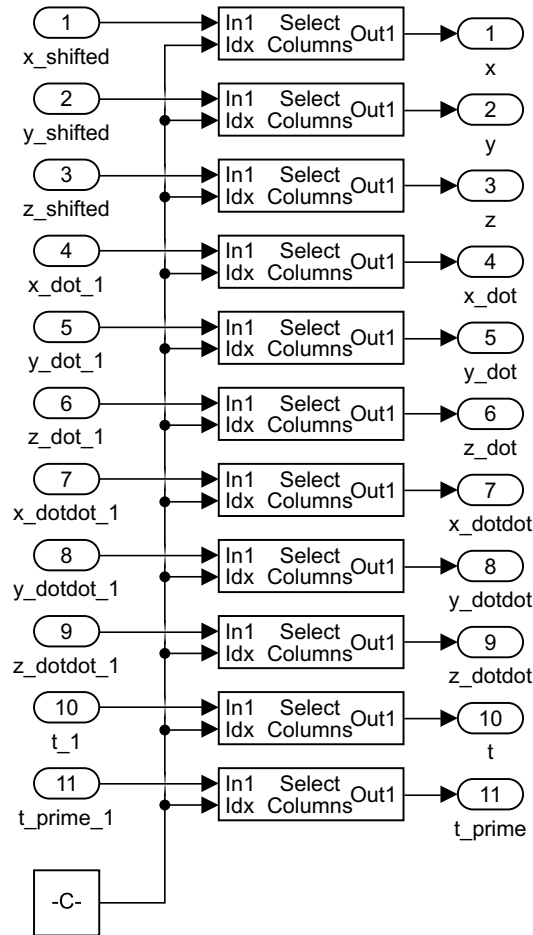 1
x_shifted
In1 Select Out1
Idx Columns
1
x
2
y_shifted
In1 Select Out1
Idx Columns
2
y
3
z_shifted
In1 Select Out1
Idx Columns
3
z
4
x_dot_1
In1 Select Out1
Idx Columns
4
x_dot
5
y_dot_1
In1 Select Out1
Idx Columns
5
y_dot
6
z_dot_1
In1 Select Out1
Idx Columns
6
z_dot
7
x_dotdot_1
In1 Select Out1
Idx Columns
7
x_dotdot
8
y_dotdot_1
In1 Select Out1
Idx Columns
8
y_dotdot
9
z_dotdot_1
In1 Select Out1
Idx Columns
9
z_dotdot
10
t_1
In1 Select Out1
Idx Columns
10
t
11
t_prime_1
In1 Select Out1
Idx Columns
11
t_prime
-C-